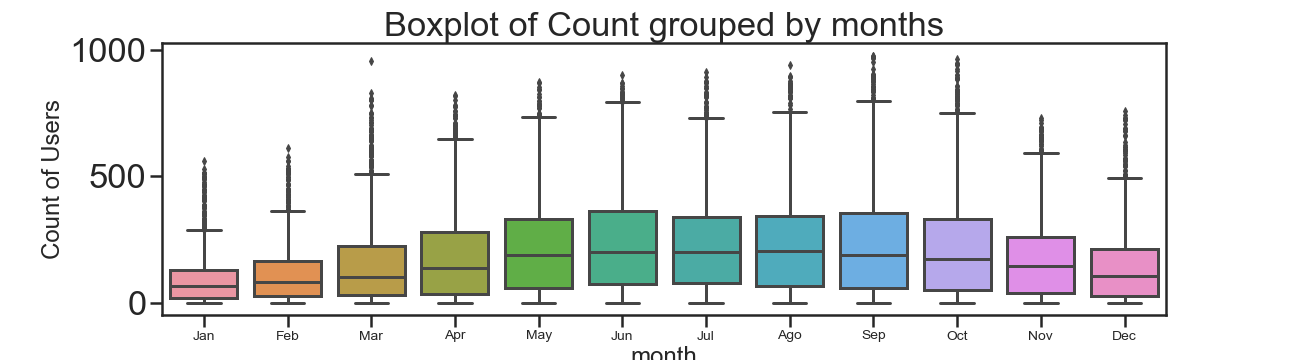 Boxplot of Count grouped by months
1000
500
0
Count of Users
Jan Feb Mar Apr May Jun Jul Ago Sep Oct Nov Dec
month